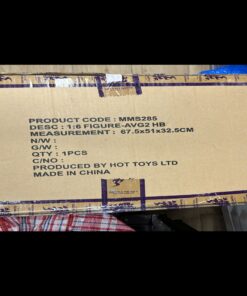 PRODUCT CODE : MMS285
DESC : 1:6 FIGURE-AVG2 HB
MEASUREMENT : 67.5x51x32.5CM
N/W :
G/W :
QTY : 1PCS
C/NO :
PRODUCED BY HOT TOYS LTD
MADE IN CHINA